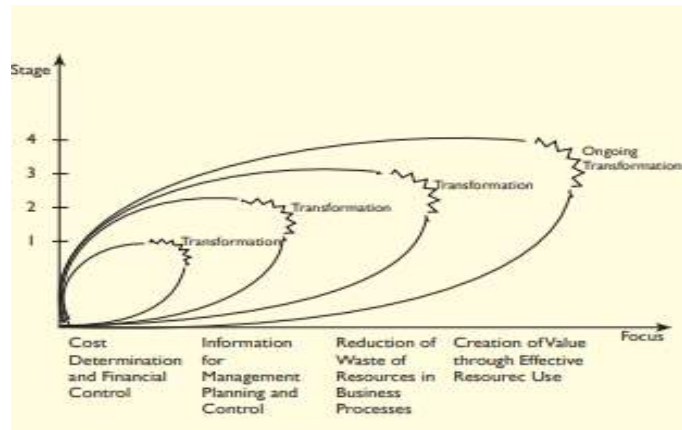 Stage
4
3
2
1
Ongoing
Transformation
Transformation
Transformation
Transformation
Focus
Cost
Determination
and Financial
Control
Information
for
Management
Planning and
Control
Reduction of
Waste of
Resources in
Business
Processes
Creation of Value
through Effective
Resourec Use